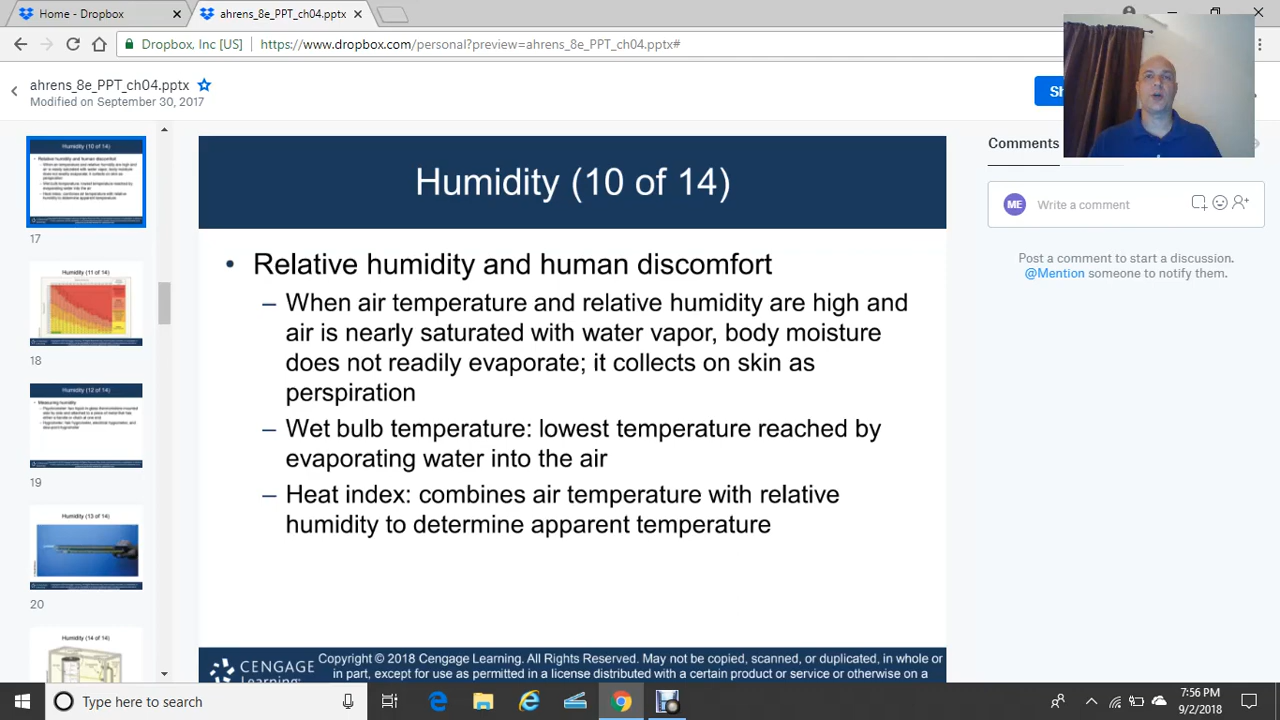 Home - Dropbox
ahrens_8e_PPT_ch04.pptx
Dropbox, Inc [US]
https://www.dropbox.com/personal?preview=ahrens_8e_PPT_ch04.pptx#
ahrens_8e_PPT_ch04.pptx
Modified on September 30, 2017
Humidity (10 of 14)
17
Humidity (11 of 14)
18
Humidity (12 of 14)
19
Humidity (13 of 14)
20
Humidity (14 of 14)
Humidity (10 of 14)
• Relative humidity and human discomfort
– When air temperature and relative humidity are high and
air is nearly saturated with water vapor, body moisture
does not readily evaporate; it collects on skin as
perspiration
– Wet bulb temperature: lowest temperature reached by
evaporating water into the air
– Heat index: combines air temperature with relative
humidity to determine apparent temperature
CENGAGE
Learning
Copyright © 2018 Cengage Learning. All Rights Reserved. May not be copied, scanned, or duplicated, in whole or
in part, except for use as permitted in a license distributed with a certain product or service or otherwise on a
Comments
ME
Write a comment
Post a comment to start a discussion.
@Mention someone to notify them.
Type here to search
7:56 PM
9/2/2018